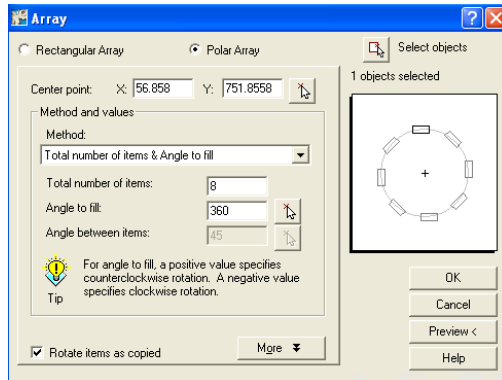 Array
Rectangular Array
Polar Array
Select objects
1 objects selected
Center point: X: 56.858 Y: 751.8558
Method and values
Method:
Total number of items & Angle to fill
Total number of items: 8
Angle to fill: 360
Angle between items: 45
For angle to fill, a positive value specifies
counterclockwise rotation. A negative value
specifies clockwise rotation.
Tip
Rotate items as copied
More
OK
Cancel
Preview <
Help